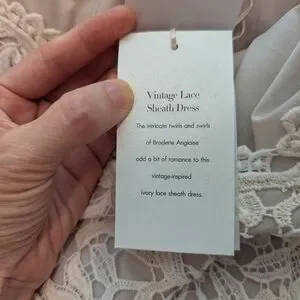 Vintage Lace
Sheath Dress
The intricate twirls and swirls
of Broderie Anglaise
add a bit of romance to this
vintage-inspired
ivory lace sheath dress.